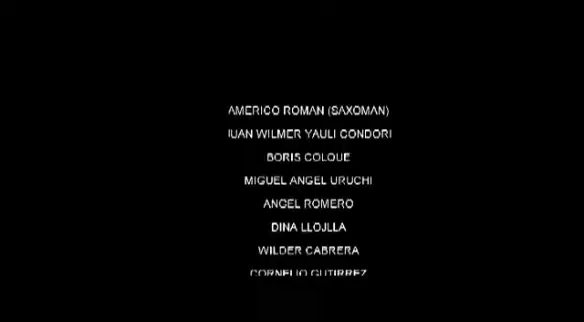 AMERICO ROMAN (SAXOMAN)
JUAN WILMER YAULI CONDORI
BORIS COLQUE
MIGUEL ANGEL URUCHI
ANGEL ROMERO
DINA LLOJLLA
WILDER CABRERA
CORNELIO GUTIRREZ